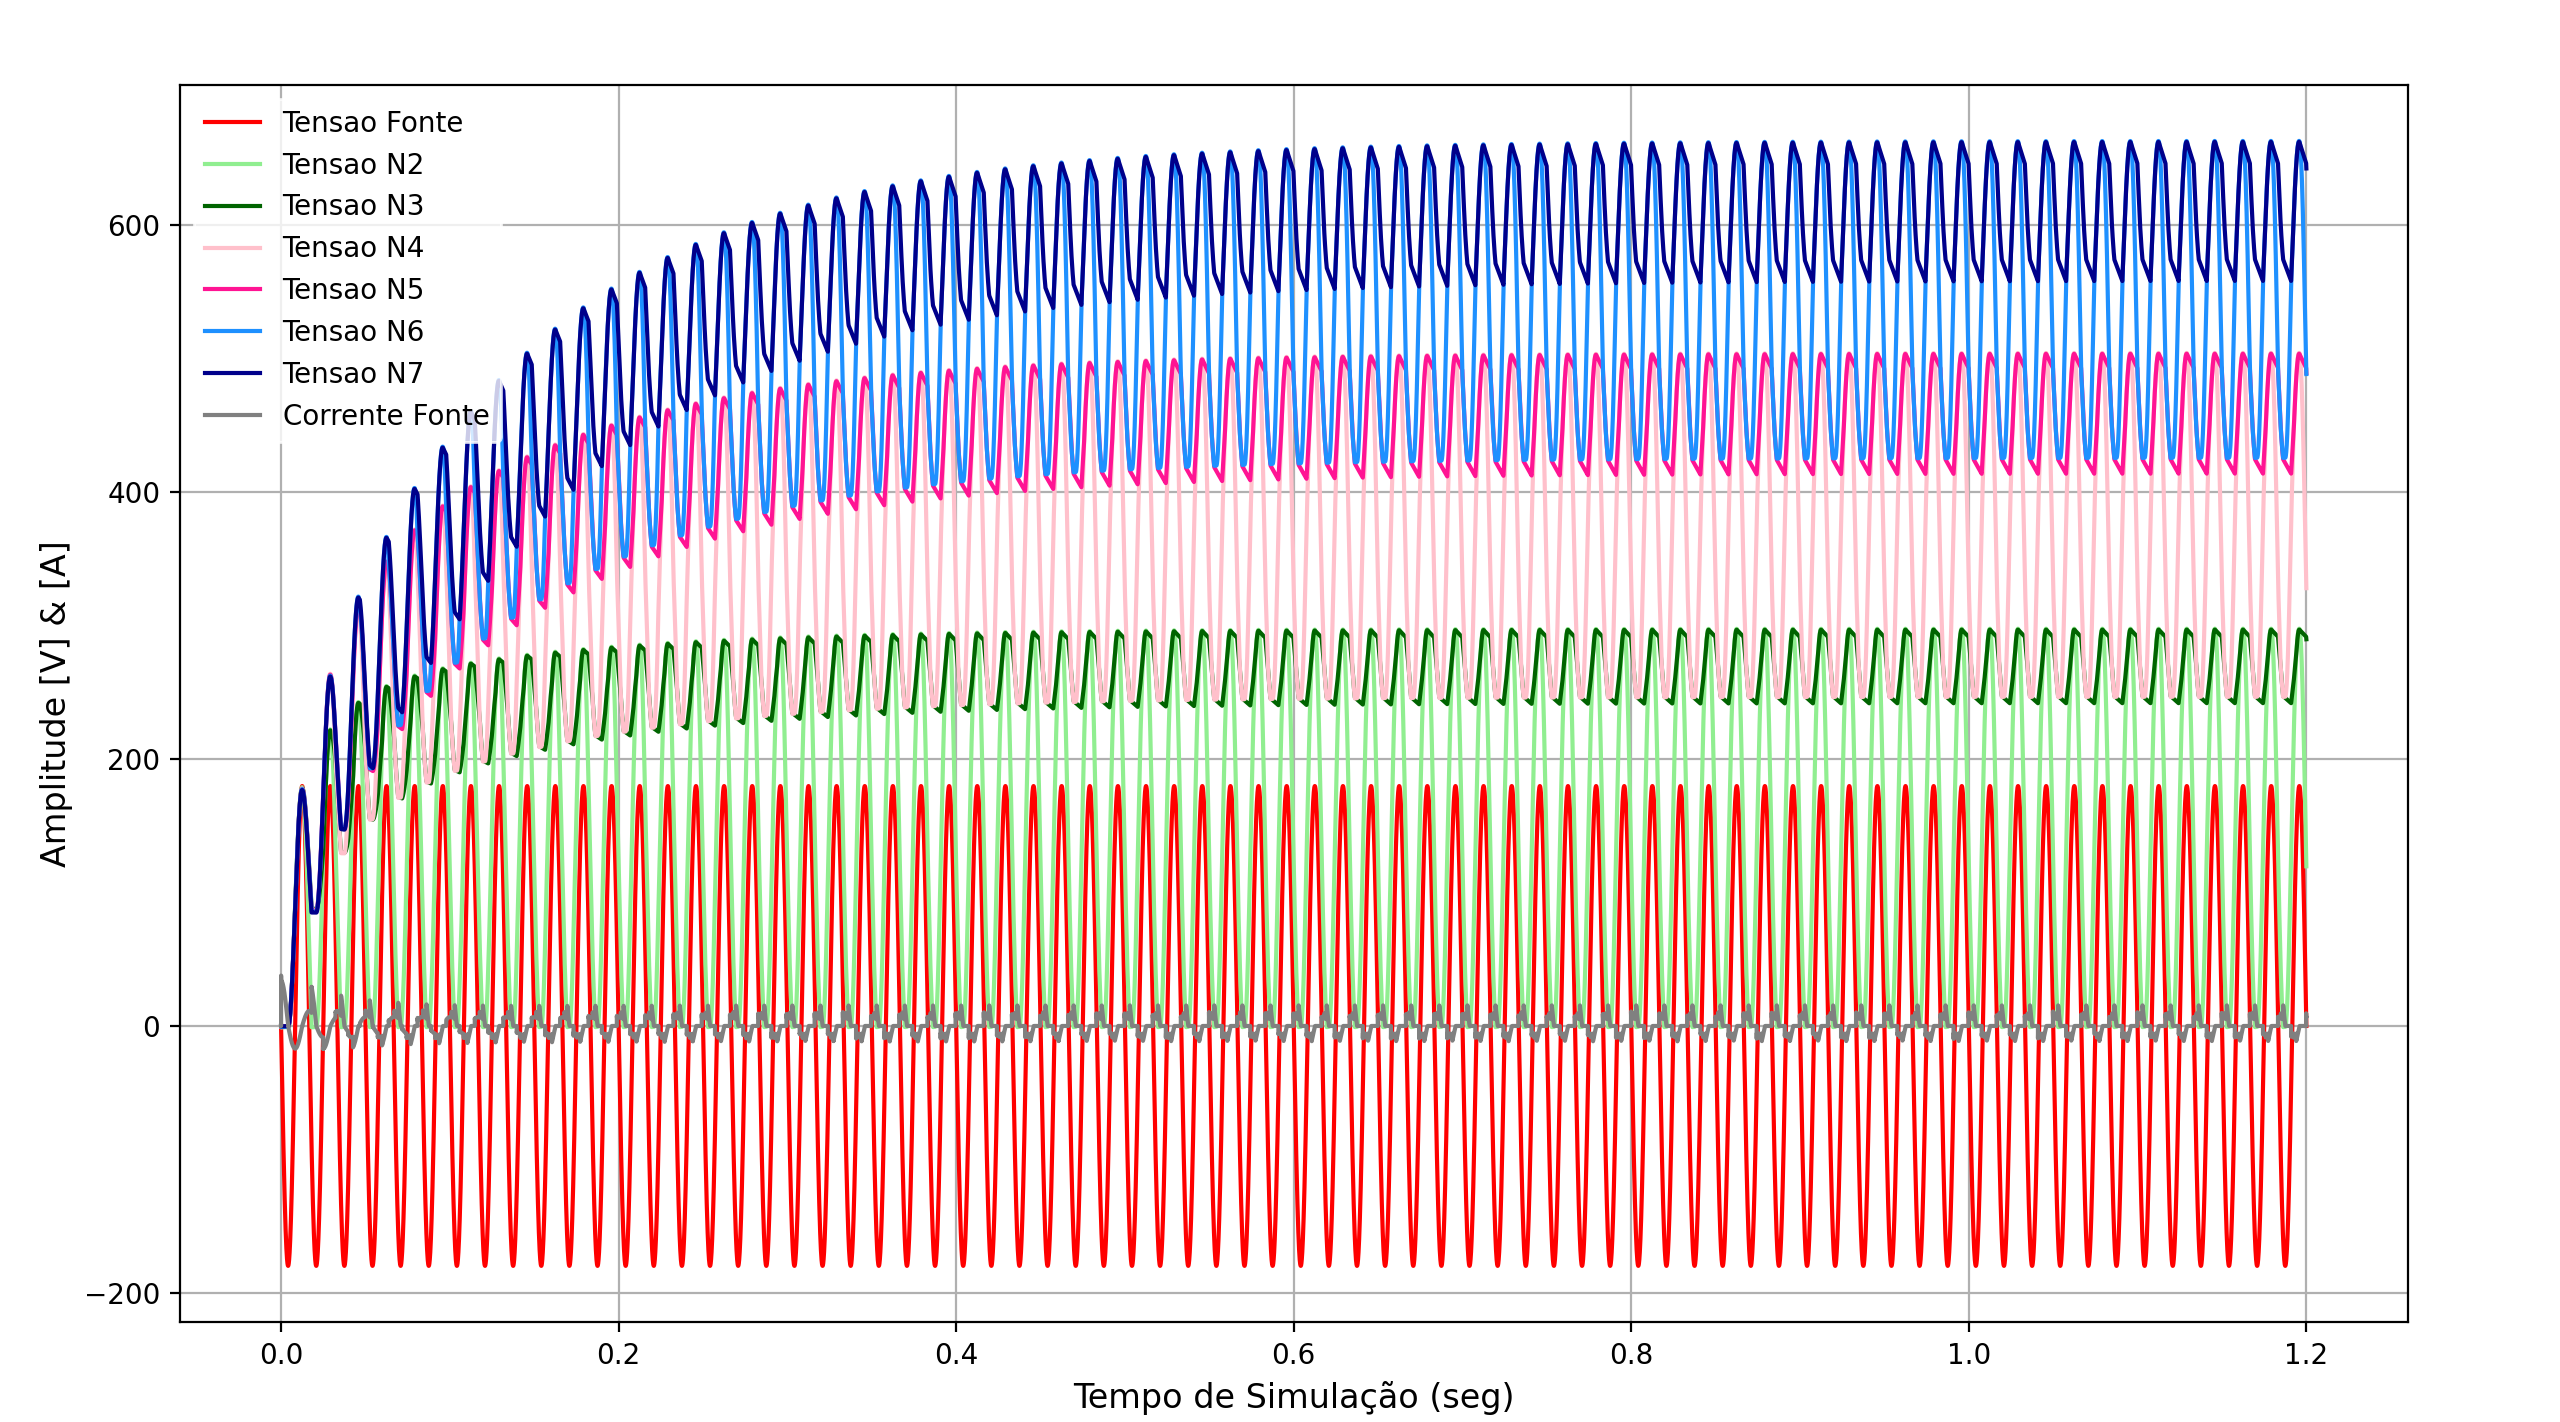 Tensao Fonte
Tensao N2
Tensao N3
Tensao N4
Tensao N5
Tensao N6
Tensao N7
Corrente Fonte
Amplitude [V] & [A]
600
400
200
0
−200
0.0 0.2 0.4 0.6 0.8 1.0 1.2
Tempo de Simulação (seg)